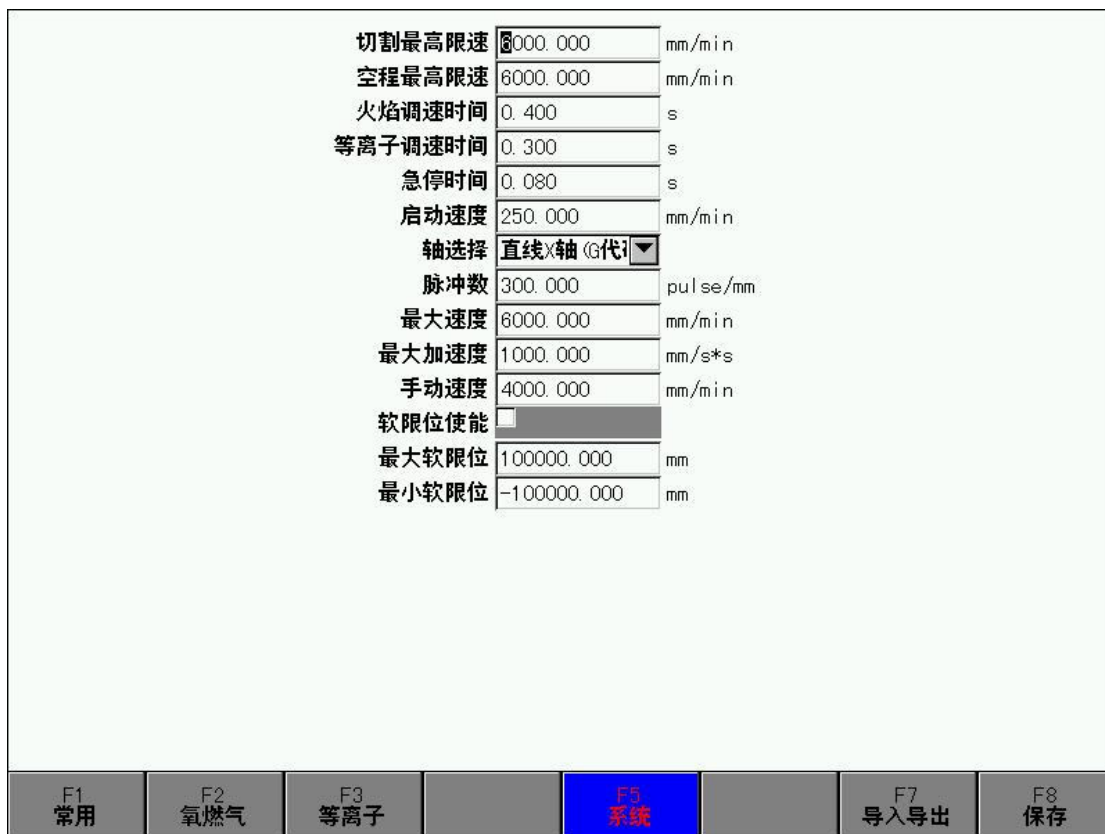 切割最高限速 6000.000 mm/min
空程最高限速 6000.000 mm/min
火焰调速时间 0.400 s
等离子调速时间 0.300 s
急停时间 0.080 s
启动速度 250.000 mm/min
轴选择 直线X轴(G代
脉冲数 300.000 pulse/mm
最大速度 6000.000 mm/min
最大加速度 1000.000 mm/s*s
手动速度 4000.000 mm/min
软限位使能
最大软限位 100000.000 mm
最小软限位 -100000.000 mm
F1 F2 F3 F5 F7 F8
常用 氧燃气 等离子 系统 导入导出 保存